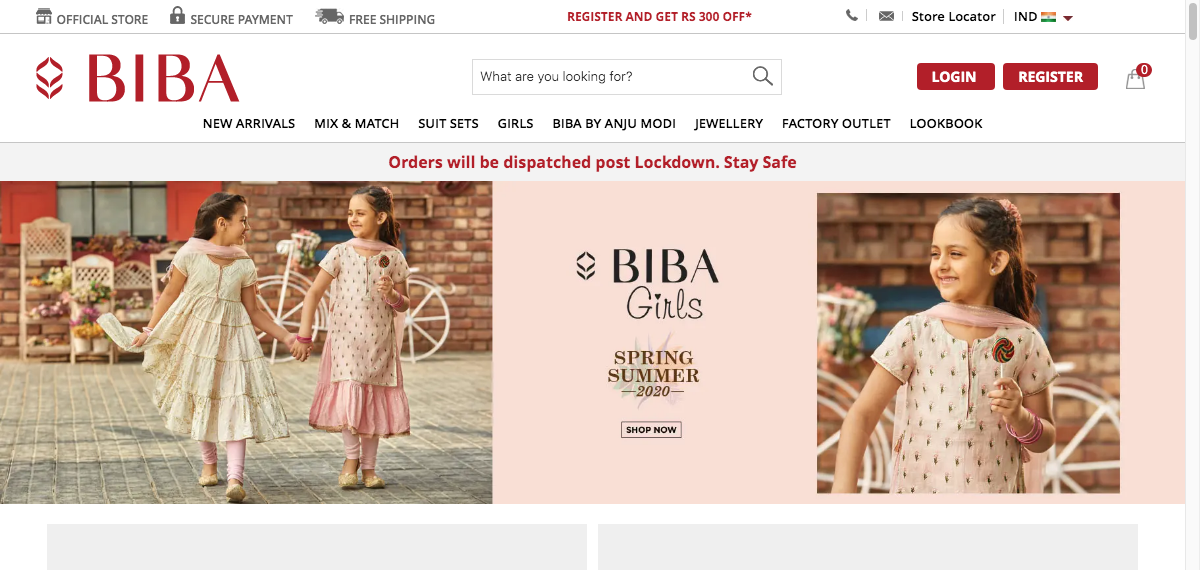 OFFICIAL STORE SECURE PAYMENT FREE SHIPPING REGISTER AND GET RS 300 OFF* Store Locator IND
BIBA What are you looking for? LOGIN REGISTER 0
NEW ARRIVALS MIX & MATCH SUIT SETS GIRLS BIBA BY ANJU MODI JEWELLERY FACTORY OUTLET LOOKBOOK
Orders will be dispatched post Lockdown. Stay Safe
BIBA
Girls
SPRING
SUMMER
2020
SHOP NOW